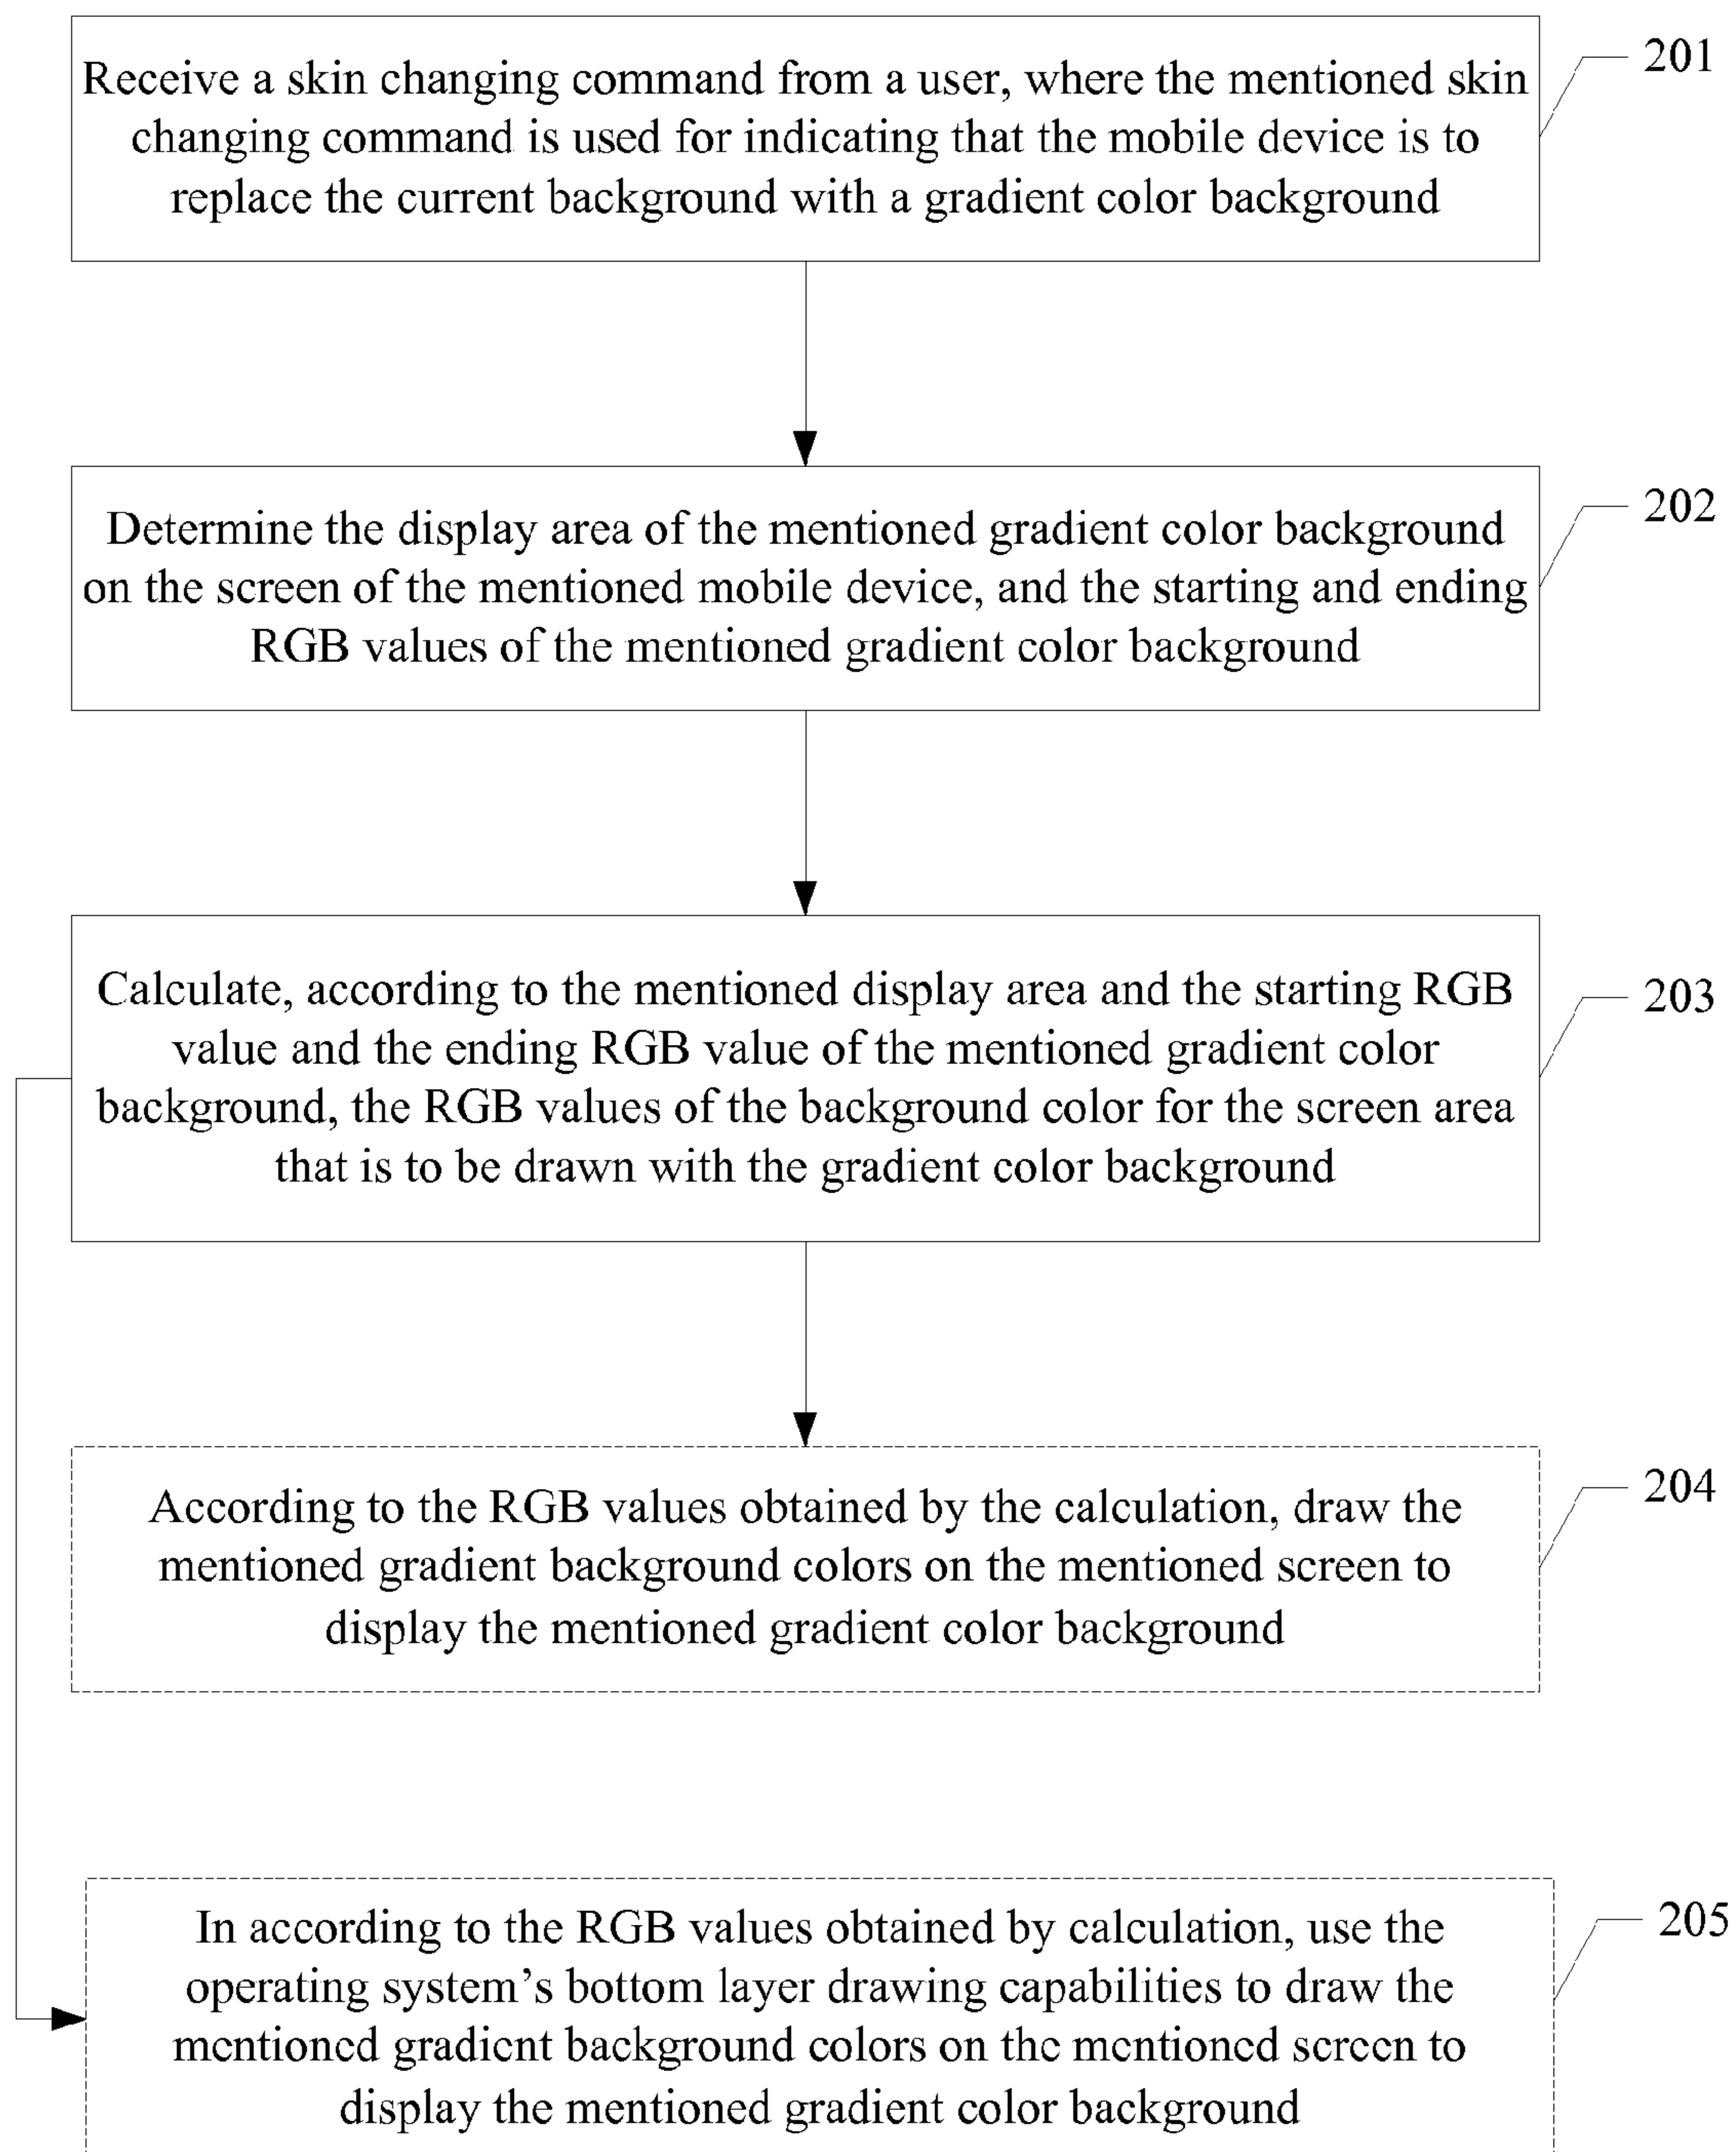 Receive a skin changing command from a user, where the mentioned skin
changing command is used for indicating that the mobile device is to
replace the current background with a gradient color background
201
Determine the display area of the mentioned gradient color background
on the screen of the mentioned mobile device, and the starting and ending
RGB values of the mentioned gradient color background
202
Calculate, according to the mentioned display area and the starting RGB
value and the ending RGB value of the mentioned gradient color
background, the RGB values of the background color for the screen area
that is to be drawn with the gradient color background
203
According to the RGB values obtained by the calculation, draw the
mentioned gradient background colors on the mentioned screen to
display the mentioned gradient color background
204
In according to the RGB values obtained by calculation, use the
operating system’s bottom layer drawing capabilities to draw the
mentioned gradient background colors on the mentioned screen to
display the mentioned gradient color background
205